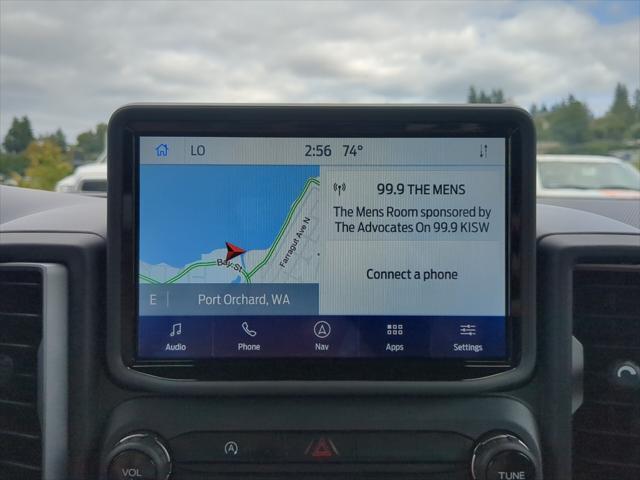 LO 2:56 74°
99.9 THE MENS
The Mens Room sponsored by
The Advocates On 99.9 KISW
Farragut Ave N
Bay St
Connect a phone
E Port Orchard, WA
Audio Phone Nav Apps Settings
A
VOL TUNE